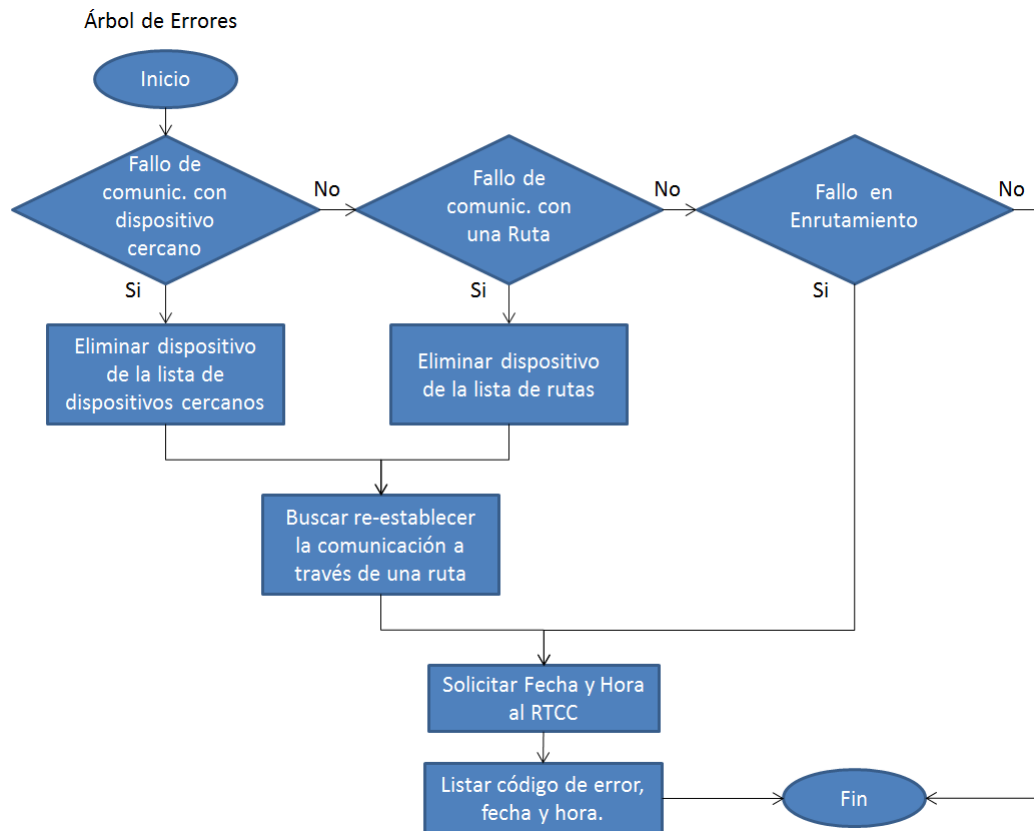 Árbol de Errores
Inicio
Fallo de
comunic. con
dispositivo
cercano
No
Fallo de
comunic. con
una Ruta
No
Fallo en
Enrutamiento
No
Si
Si
Si
Eliminar dispositivo
de la lista de
dispositivos cercanos
Eliminar dispositivo
de la lista de rutas
Buscar re-establecer
la comunicación a
través de una ruta
Solicitar Fecha y Hora
al RTCC
Listar código de error,
fecha y hora.
Fin